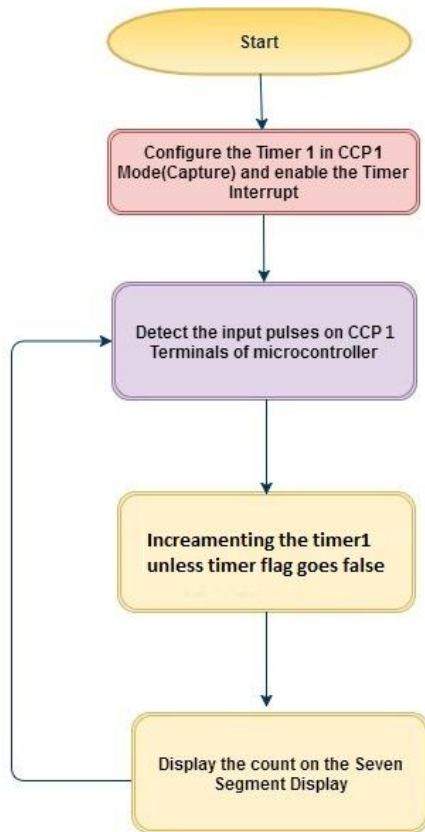 Start
Configure the Timer 1 in CCP1
Mode(Capture) and enable the Timer
Interrupt
Detect the input pulses on CCP1
Terminals of microcontroller
Increamenting the timer1
unless timer flag goes false
Display the count on the Seven
Segment Display